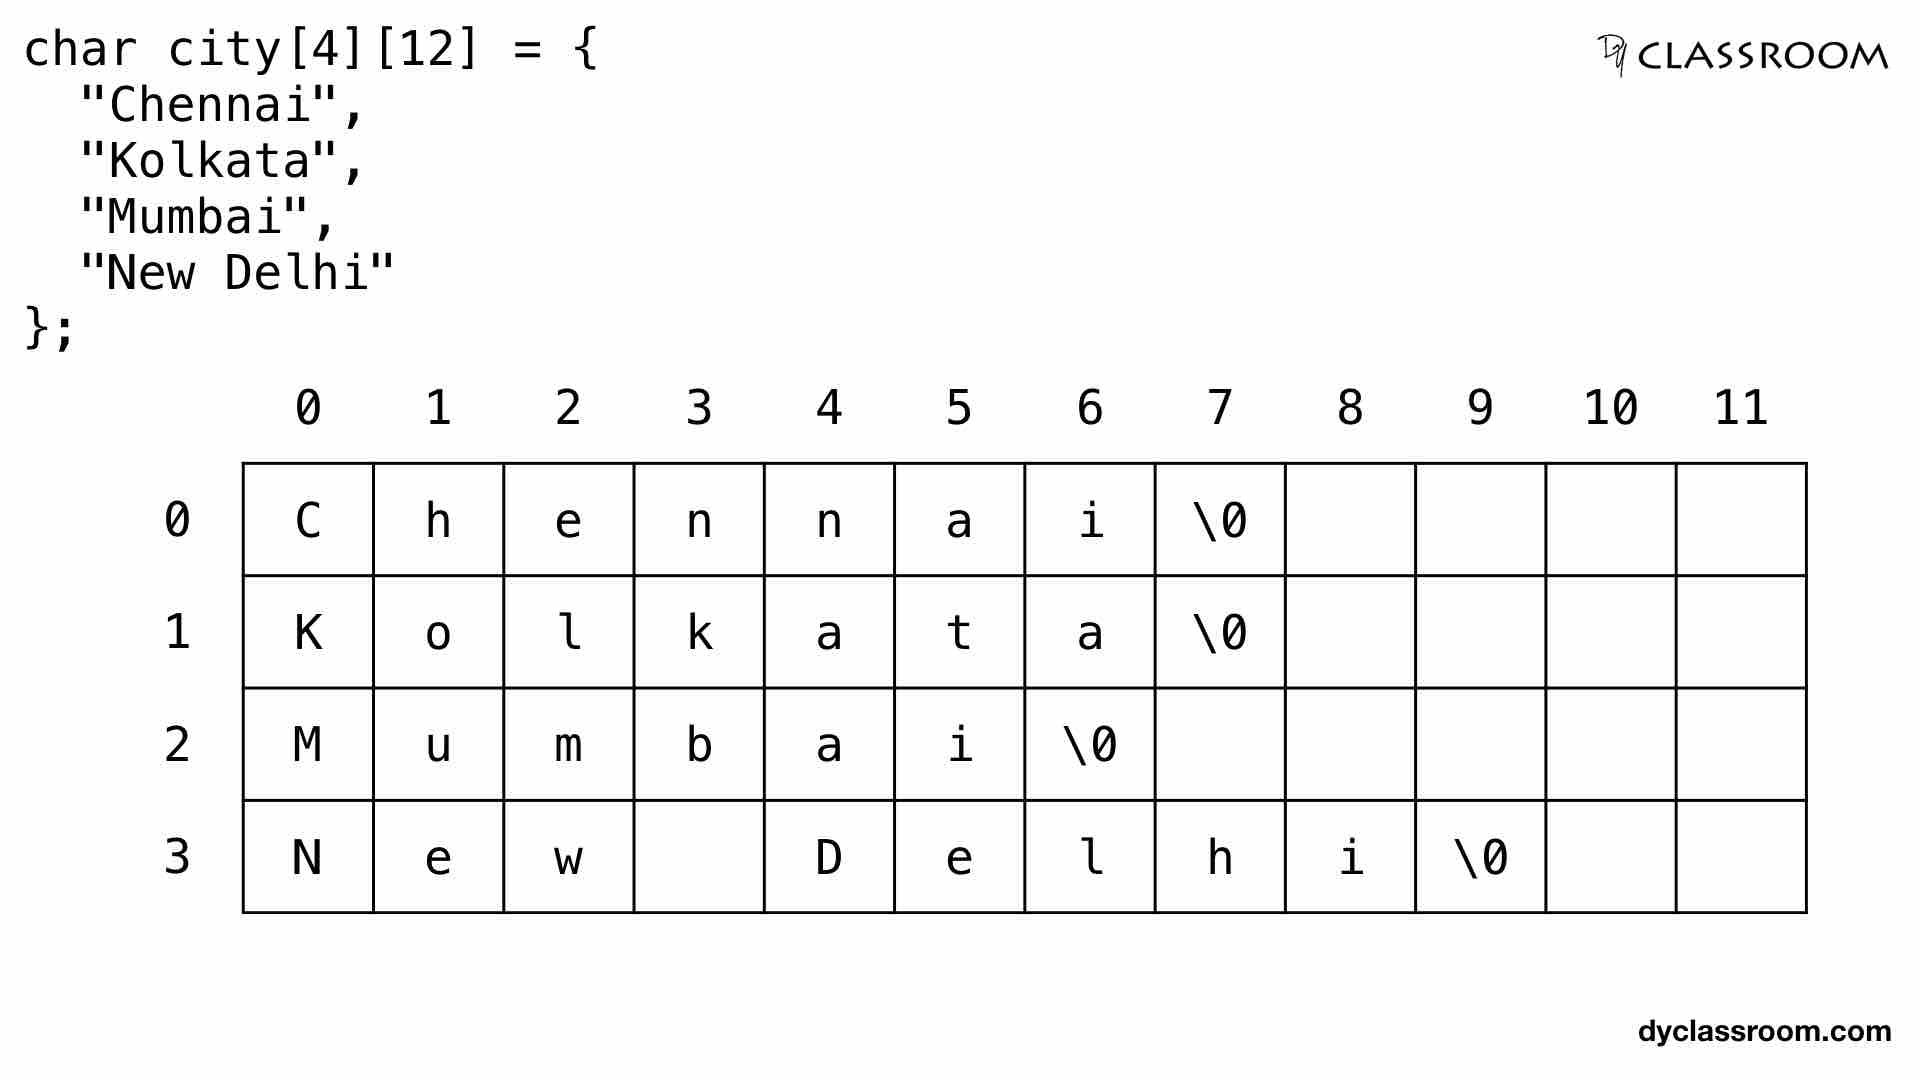 char city[4][12] = {
  "Chennai",
  "Kolkata",
  "Mumbai",
  "New Delhi"
};
DY CLASSROOM
0 1 2 3 4 5 6 7 8 9 10 11
0 C h e n n a i \0
1 K o l k a t a \0
2 M u m b a i \0
3 N e w D e l h i \0
dyclassroom.com